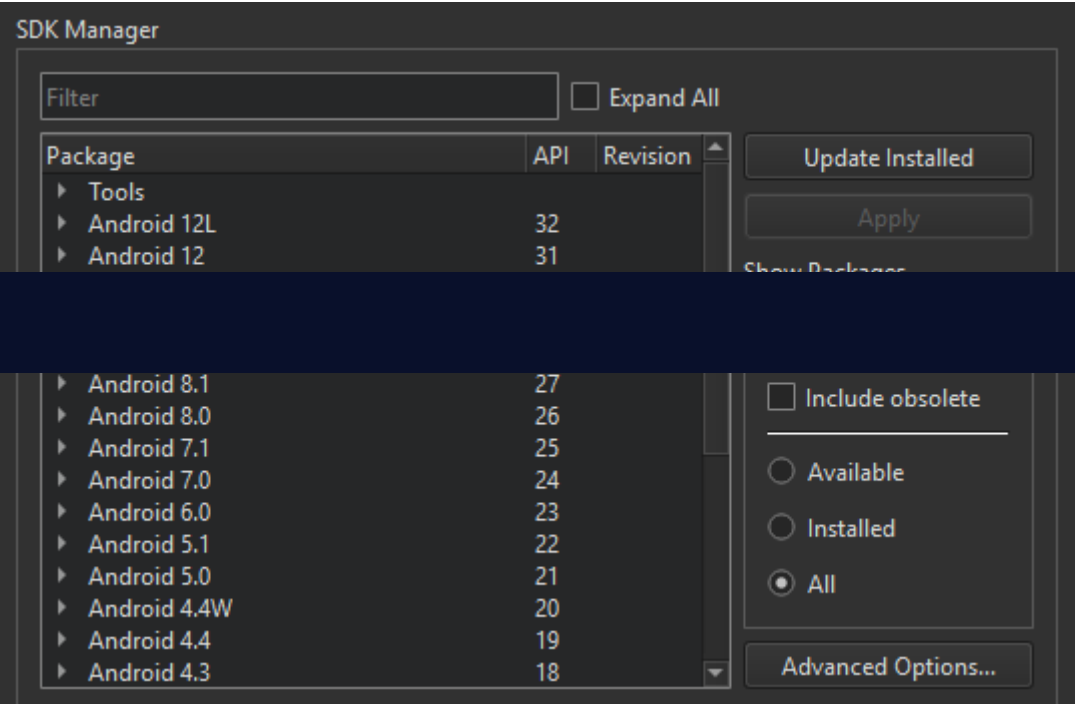 SDK Manager
Filter
Expand All
Package API Revision
Tools
Android 12L 32
Android 12 31
Android 8.1 27
Android 8.0 26
Android 7.1 25
Android 7.0 24
Android 6.0 23
Android 5.1 22
Android 5.0 21
Android 4.4W 20
Android 4.4 19
Android 4.3 18
Update Installed
Apply
Show Packages
Include obsolete
Available
Installed
All
Advanced Options...